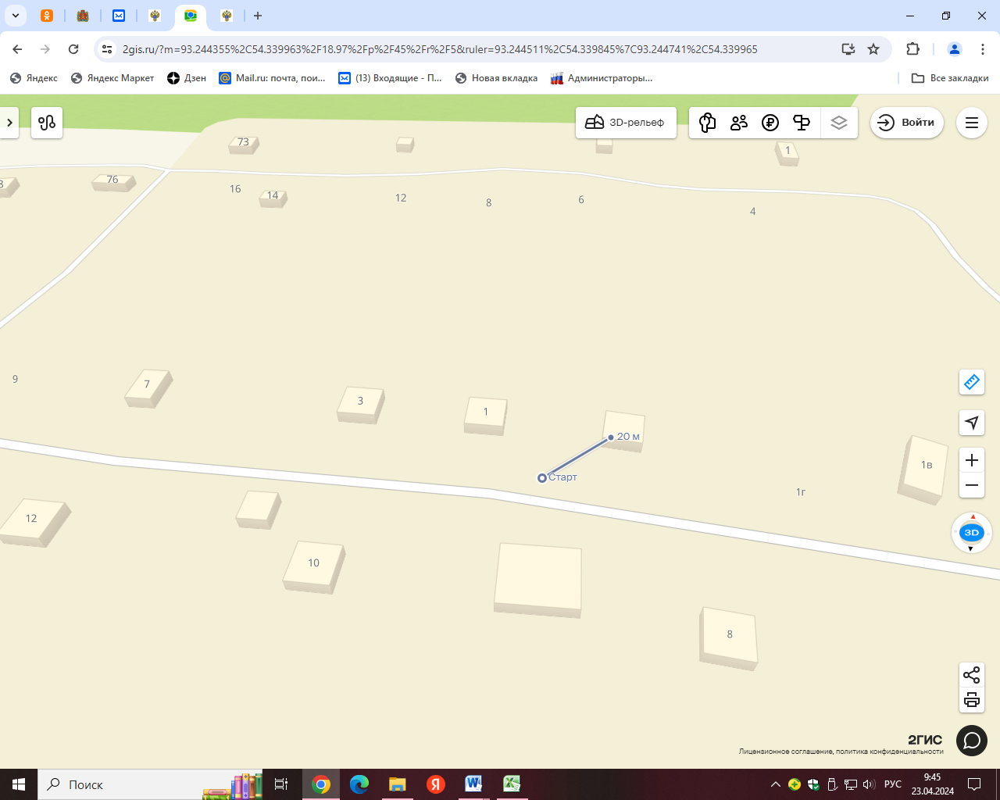 2gis.ru/?m=93.244355%2C54.339963%2F18.97%2Fp%2F45%2Fr%2F5&ruler=93.244511%2C54.339845%7C93.244741%2C54.339965
Яндекс
Яндекс Маркет
Дзен
Mail.ru: почта, пои...
(13) Входящие - П...
Новая вкладка
Администраторы...
Все закладки
3D-рельеф
Войти
73
1
76
16
14
12
8
6
4
9
7
3
1
20 м
Старт
1в
1г
12
10
3D
8
2ГИС
Лицензионное соглашение, политика конфиденциальности
Поиск
РУС
9:45
23.04.2024